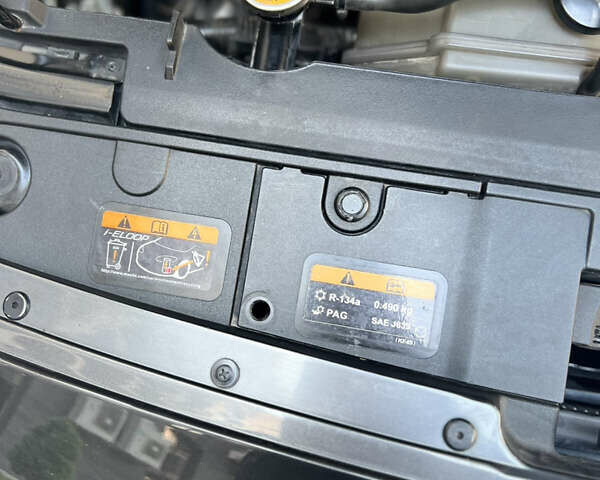 i-ELOOP
R-134a 0.490 kg
PAG SAE J639